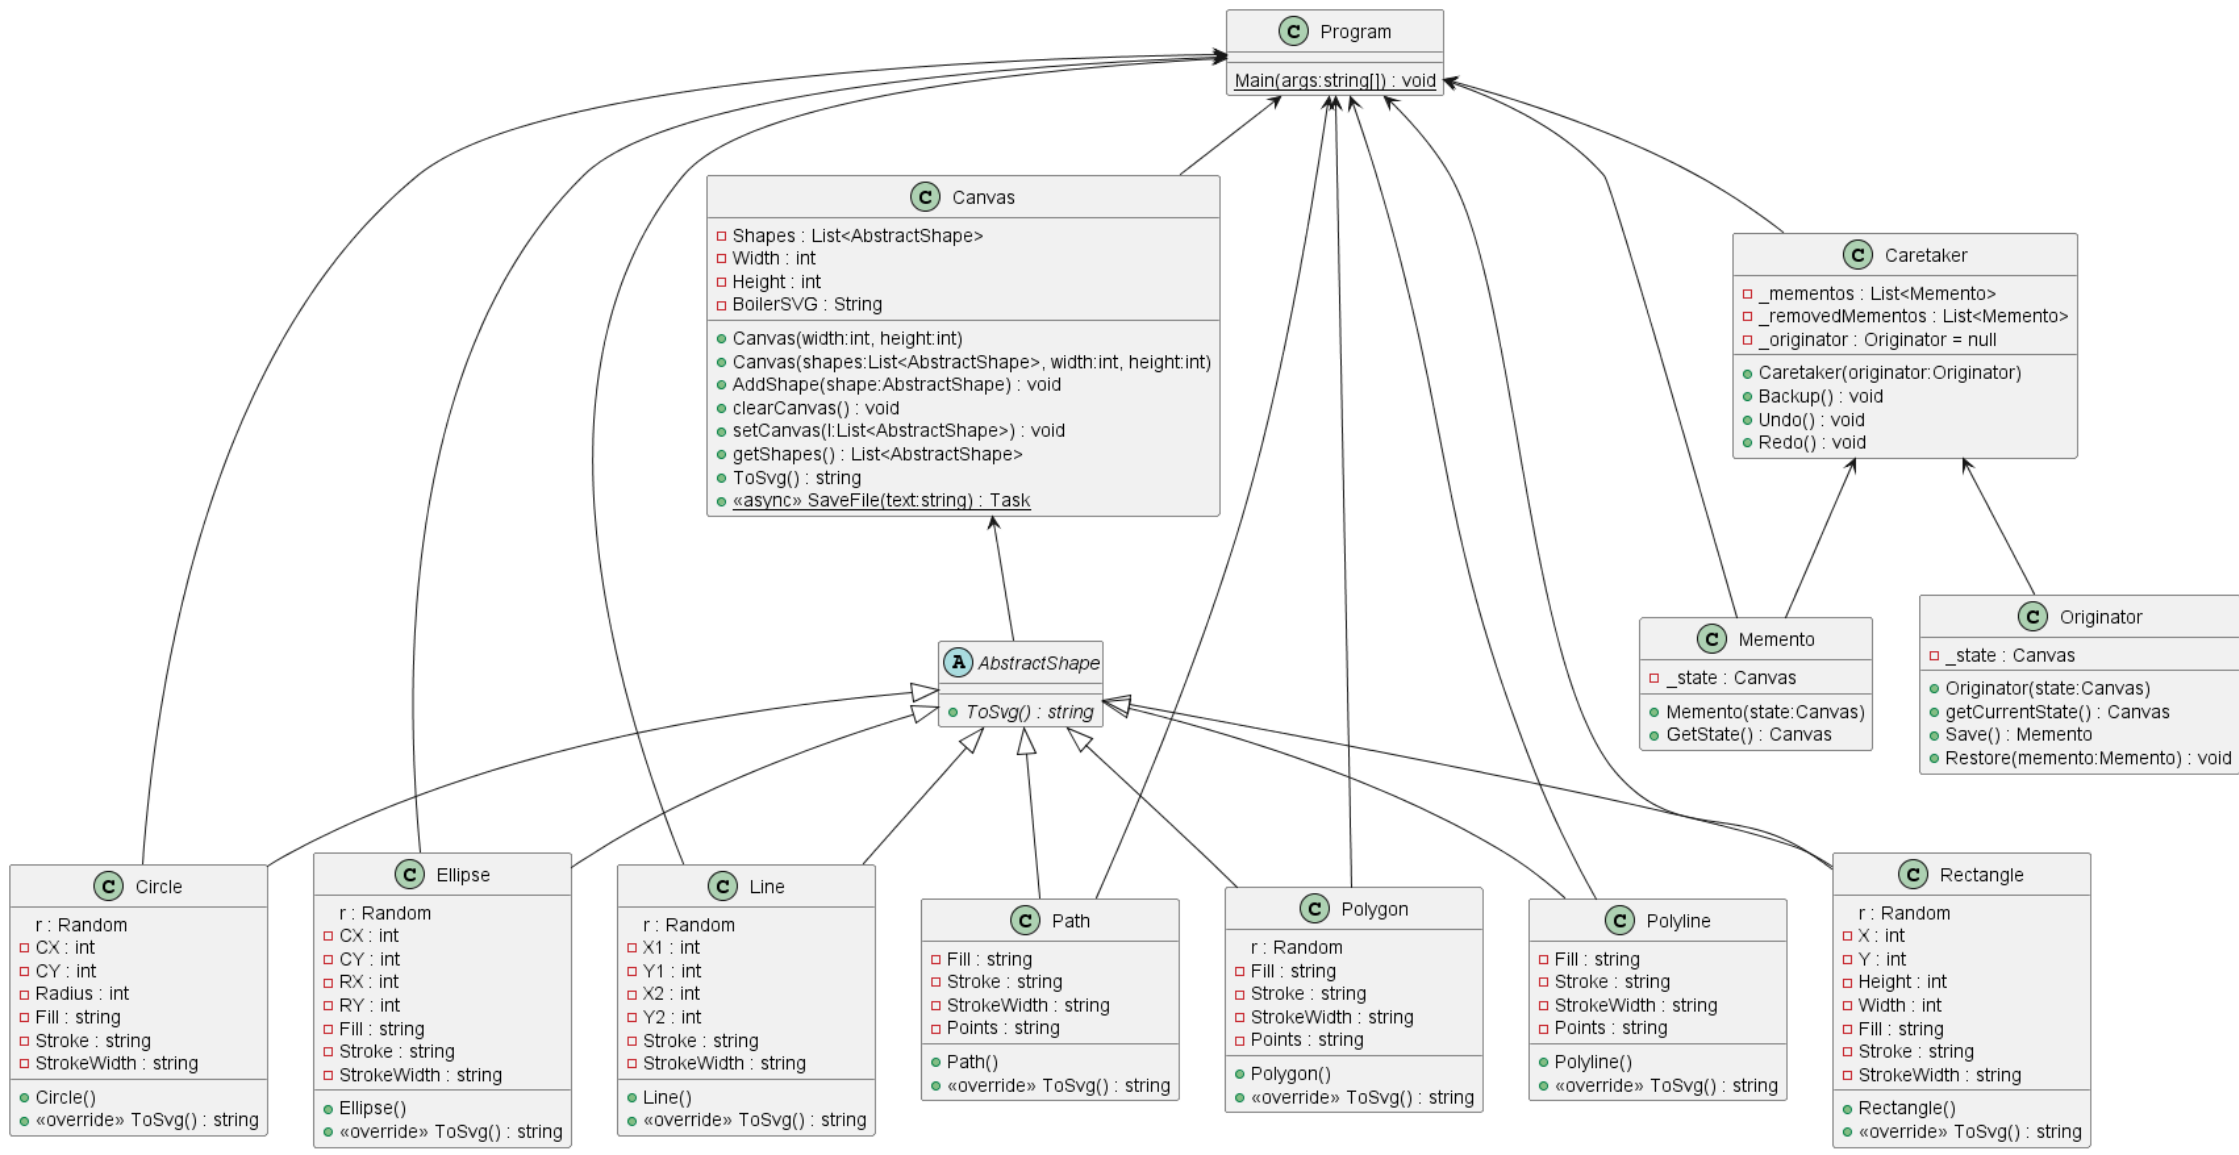 C Program
Main(args:string[]) : void
C Canvas
Shapes : List<AbstractShape>
Width : int
Height : int
BoilerSVG : String
Canvas(width:int, height:int)
Canvas(shapes:List<AbstractShape>, width:int, height:int)
AddShape(shape:AbstractShape) : void
clearCanvas() : void
setCanvas(l:List<AbstractShape>) : void
getShapes() : List<AbstractShape>
ToSvg() : string
«async» SaveFile(text:string) : Task
C Caretaker
_mementos : List<Memento>
_removedMementos : List<Memento>
_originator : Originator = null
Caretaker(originator:Originator)
Backup() : void
Undo() : void
Redo() : void
A AbstractShape
ToSvg() : string
C Memento
_state : Canvas
Memento(state:Canvas)
GetState() : Canvas
C Originator
_state : Canvas
Originator(state:Canvas)
getCurrentState() : Canvas
Save() : Memento
Restore(memento:Memento) : void
C Circle
r : Random
CX : int
CY : int
Radius : int
Fill : string
Stroke : string
StrokeWidth : string
Circle()
«override» ToSvg() : string
C Ellipse
r : Random
CX : int
CY : int
RX : int
RY : int
Fill : string
Stroke : string
StrokeWidth : string
Ellipse()
«override» ToSvg() : string
C Line
r : Random
X1 : int
Y1 : int
X2 : int
Y2 : int
Stroke : string
StrokeWidth : string
Line()
«override» ToSvg() : string
C Path
Fill : string
Stroke : string
StrokeWidth : string
Points : string
Path()
«override» ToSvg() : string
C Polygon
r : Random
Fill : string
Stroke : string
StrokeWidth : string
Points : string
Polygon()
«override» ToSvg() : string
C Polyline
Fill : string
Stroke : string
StrokeWidth : string
Points : string
Polyline()
«override» ToSvg() : string
C Rectangle
r : Random
X : int
Y : int
Height : int
Width : int
Fill : string
Stroke : string
StrokeWidth : string
Rectangle()
«override» ToSvg() : string